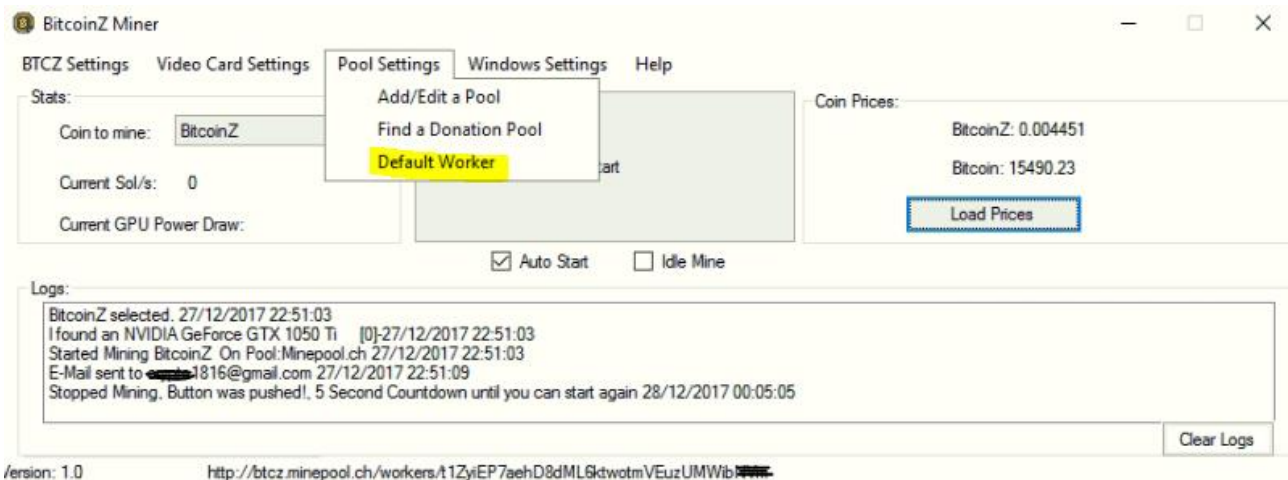 BitcoinZ Miner
BTCZ Settings Video Card Settings Pool Settings Windows Settings Help
Add/Edit a Pool
Find a Donation Pool
Default Worker
Stats:
Coin to mine: BitcoinZ
Current Sol/s: 0
Current GPU Power Draw:
Coin Prices:
BitcoinZ: 0.004451
Bitcoin: 15490.23
Load Prices
Auto Start Idle Mine
Logs:
BitcoinZ selected. 27/12/2017 22:51:03
I found an NVIDIA GeForce GTX 1050 Ti [0]-27/12/2017 22:51:03
Started Mining BitcoinZ On Pool:Minepool.ch 27/12/2017 22:51:03
E-Mail sent to 1816@gmail.com 27/12/2017 22:51:09
Stopped Mining, Button was pushed!, 5 Second Countdown until you can start again 28/12/2017 00:05:05
Clear Logs
Version: 1.0 http://btcz.minepool.ch/workers/t1ZyiEP7aehD8dML6ktwotmVEuzUMWib